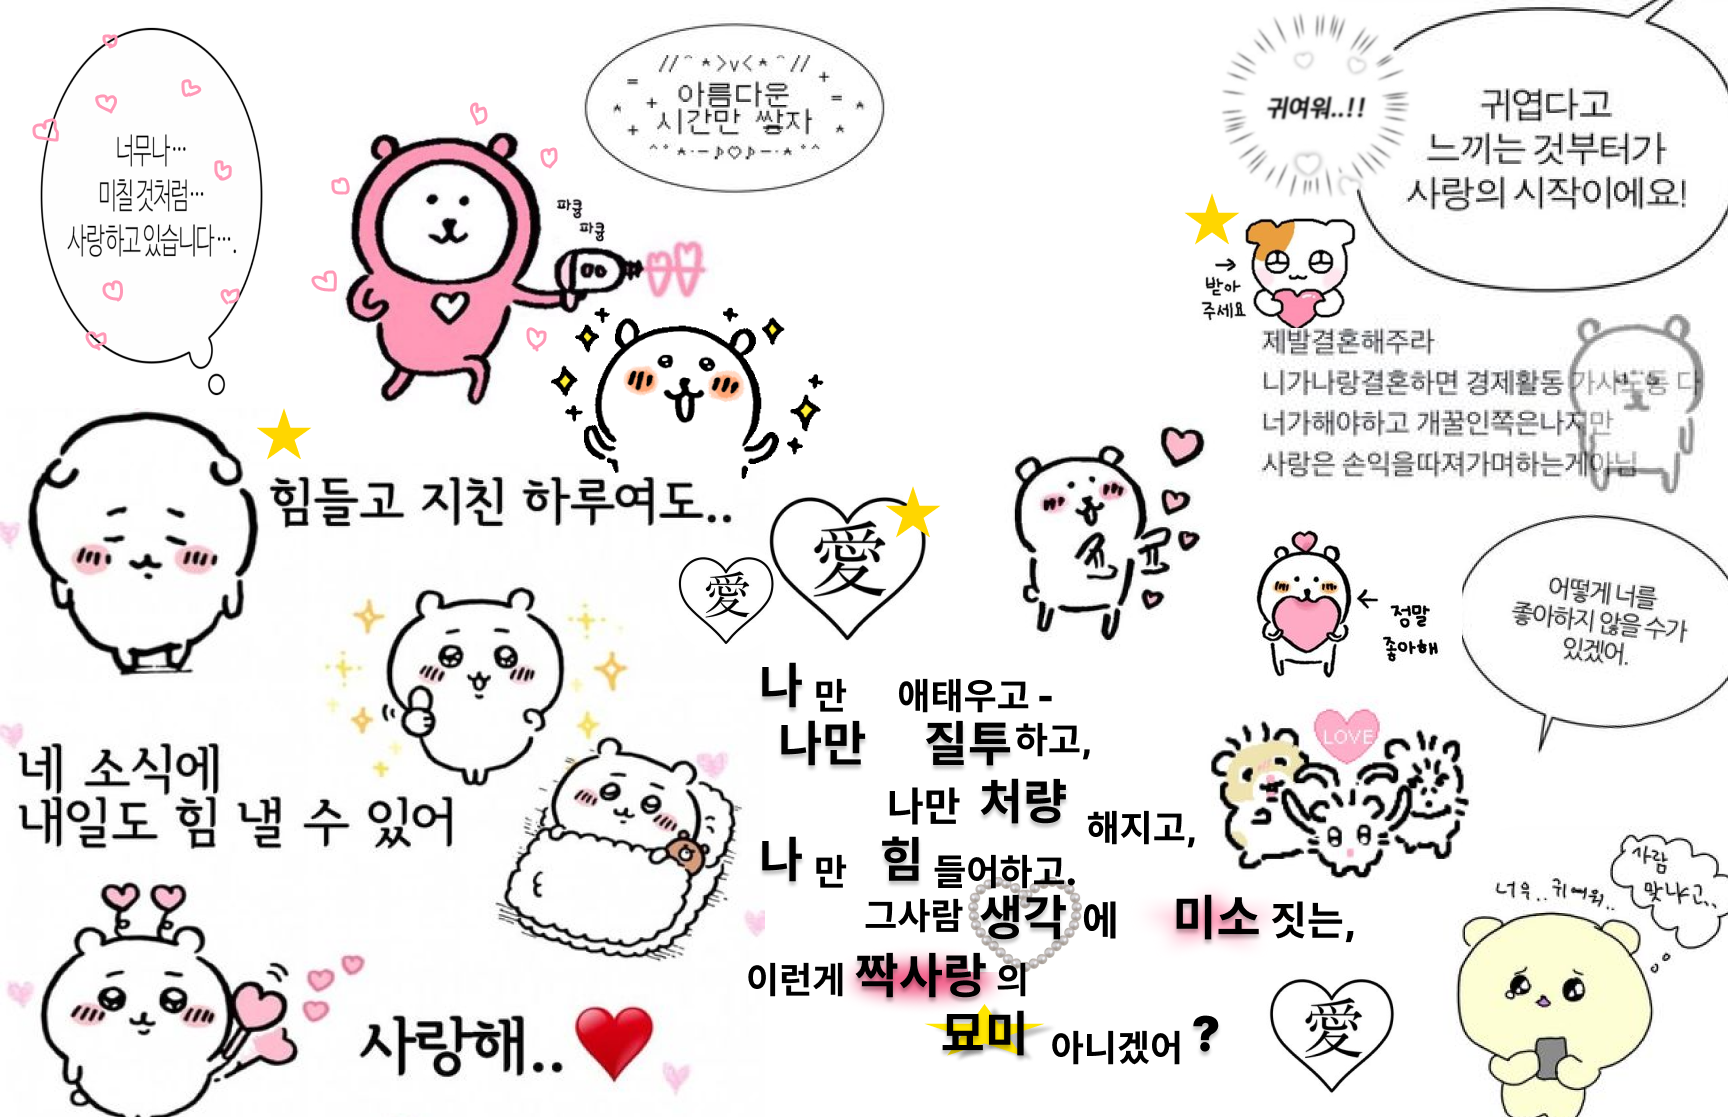 너무나…
미칠 것처럼…
사랑하고 있습니다….
//^*>v<*^//
아름다운
시간만 쌓자
파쿵
파쿵
귀여워..!!
귀엽다고
느끼는 것부터가
사랑의 시작이에요!
→
받아
주세요
제발결혼해주라
니가나랑결혼하면 경제활동 가사노동 다
너가해야하고 개꿀인쪽은나지만
사랑은 손익을따져가며하는게아님
힘들고 지친 하루여도..
愛
愛
존
프
어떻게 너를
좋아하지 않을 수가
있겠어.
←
정말
좋아해
네 소식에
내일도 힘 낼 수 있어
LOVE
나만 애태우고 -
나만 질투하고,
나만 처량 해지고,
나만 힘들어하고.
그사람 생각에 미소 짓는,
이런게 짝사랑의
묘미 아니겠어?
사랑해..
愛
너무..귀여워..
사람
맞냐고..